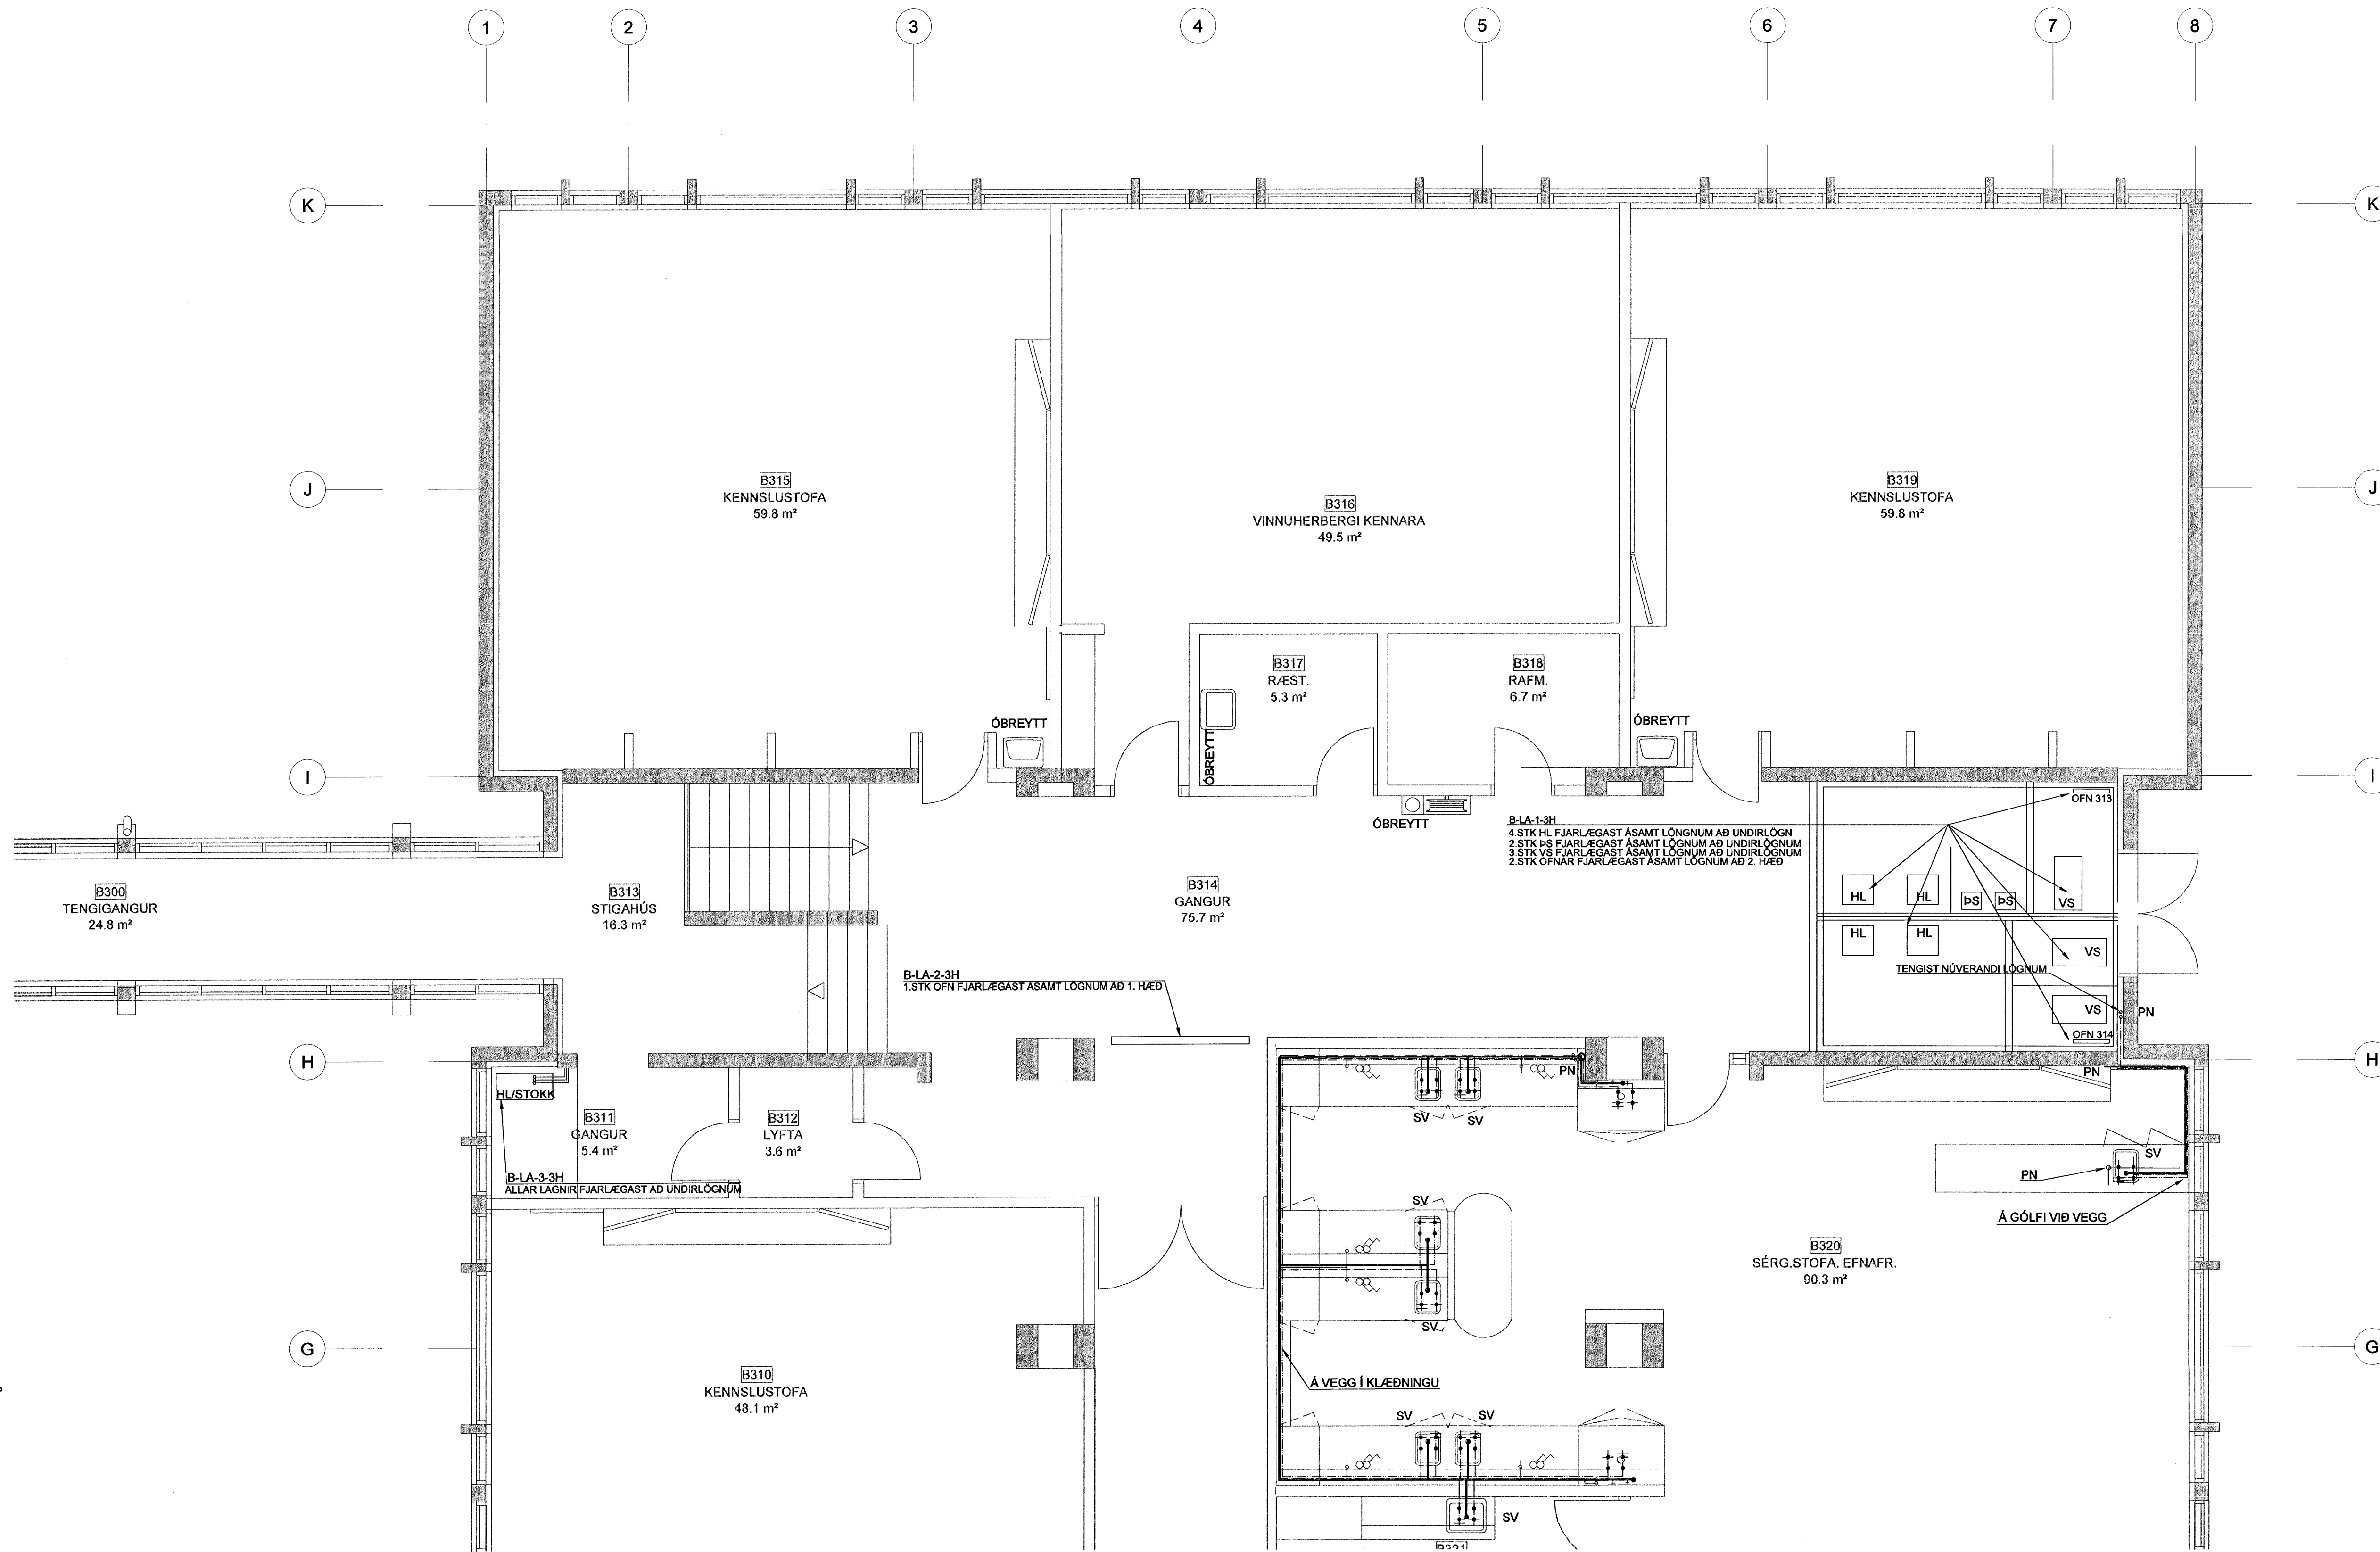 1 2 3 4 5 6 7 8
K K
J J
B315
KENNSLUSTOFA
59.8 m²
B316
VINNUHERBERGI KENNARA
49.5 m²
B319
KENNSLUSTOFA
59.8 m²
B317
RÆST.
5.3 m²
B318
RAFM.
6.7 m²
ÓBREYTT
ÓBREYTT
ÓBREYTT
ÓBREYTT
I I
OFN 313
B-LA-1-3H
4.STK HL FJARLÆGAST ÁSAMT LÖNGNUM AÐ UNDIRLÖGN
2.STK ÞS FJARLÆGAST ÁSAMT LÖGNUM AÐ UNDIRLÖGNUM
3.STK VS FJARLÆGAST ÁSAMT LÖGNUM AÐ UNDIRLÖGNUM
2.STK OFNAR FJARLÆGAST ÁSAMT LÖGNUM AÐ 2. HÆÐ
HL HL ÞS ÞS VS
HL HL VS
TENGIST NÚVERANDI LÖGNUM
VS PN
OFN 314
B300
TENGIGANGUR
24.8 m²
B313
STIGAHÚS
16.3 m²
B314
GANGUR
75.7 m²
B-LA-2-3H
1.STK OFN FJARLÆGAST ÁSAMT LÖGNUM AÐ 1. HÆÐ
H H
HL/STOKK
B311
GANGUR
5.4 m²
B312
LYFTA
3.6 m²
B-LA-3-3H
ALLAR LAGNIR FJARLÆGAST AÐ UNDIRLÖGNUM
PN
PN
SV SV
SV
PN
Á GÓLFI VIÐ VEGG
SV
B320
SÉRG.STOFA. EFNAFR.
90.3 m²
SV
G G
B310
KENNSLUSTOFA
48.1 m²
Á VEGG Í KLÆÐNINGU
SV SV
SV
B321